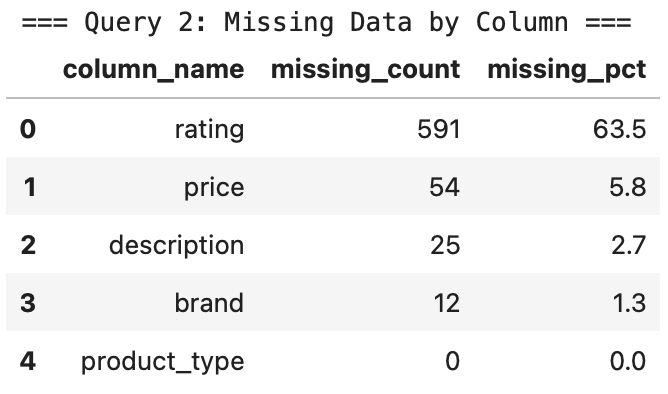 === Query 2: Missing Data by Column ===
column_name missing_count missing_pct
0 rating 591 63.5
1 price 54 5.8
2 description 25 2.7
3 brand 12 1.3
4 product_type 0 0.0